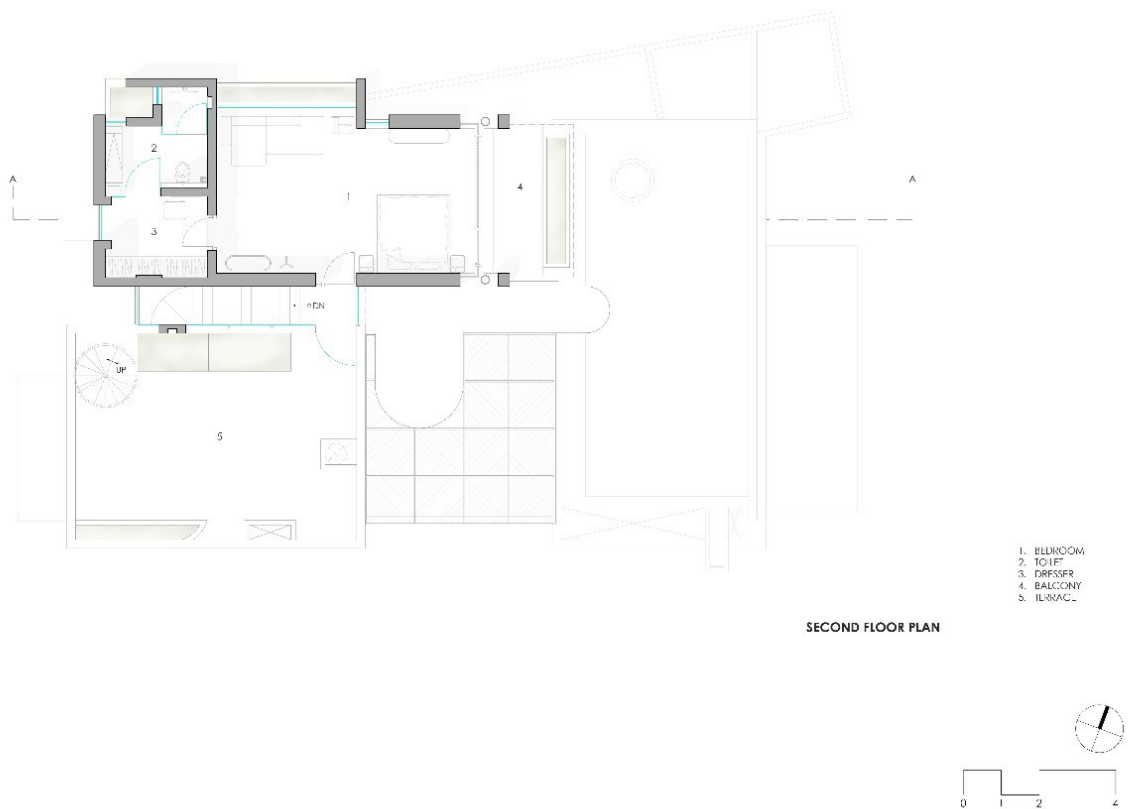 2
A
A
4
1
3
DN
UP
5
1. BEDROOM
2. TOILET
3. DRESSER
4. BALCONY
5. TERRACE
SECOND FLOOR PLAN
0 1 2 4